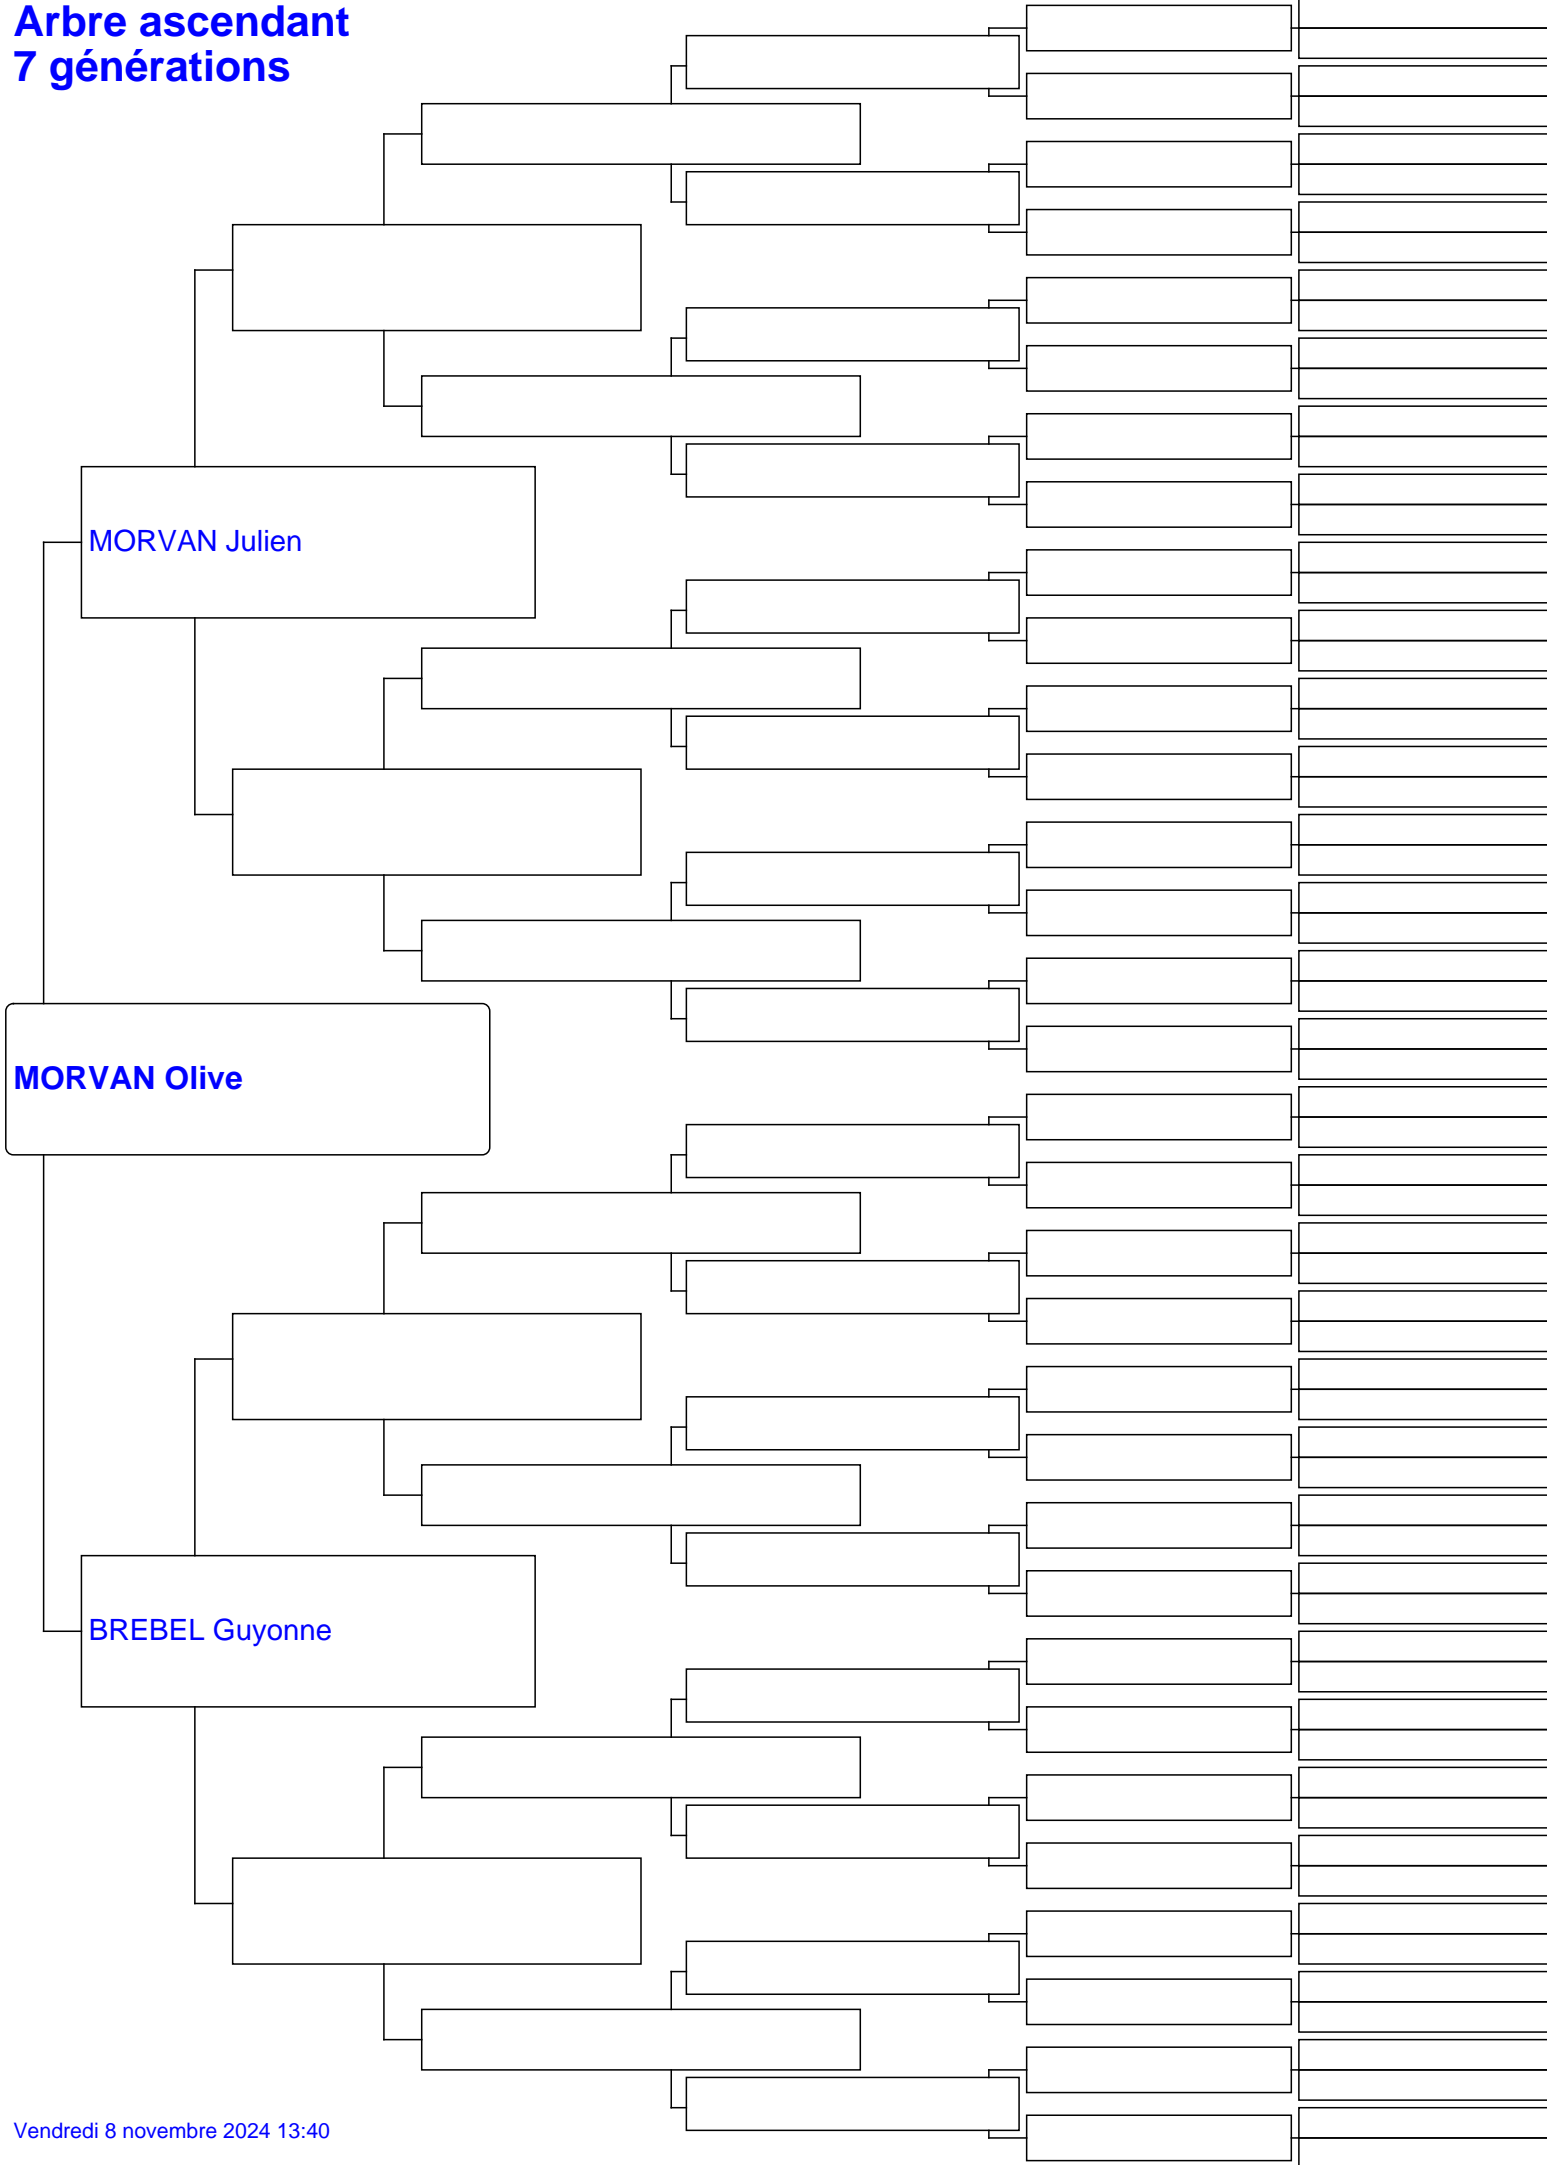 Arbre ascendant
7 générations
MORVAN Julien
MORVAN Olive
BREBEL Guyonne
Vendredi 8 novembre 2024 13:40